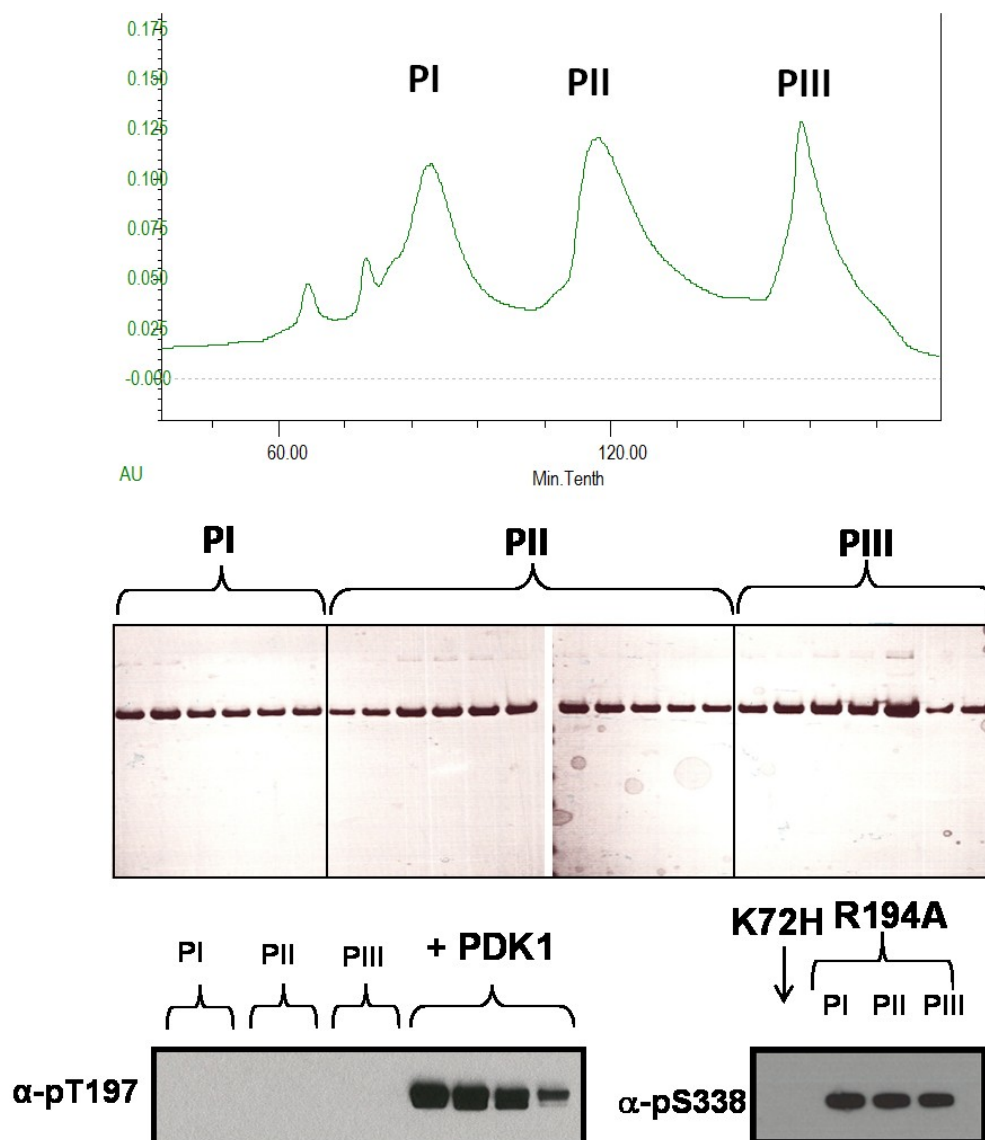 0.175
0.150
0.125
0.100
0.075
0.050
0.025
-0.000
PI PII PIII
60.00 120.00
AU
Min.Tenth
PI PII PIII
PI PII PIII + PDK1
K72H R194A
PI PII PIII
α-pT197
α-pS338